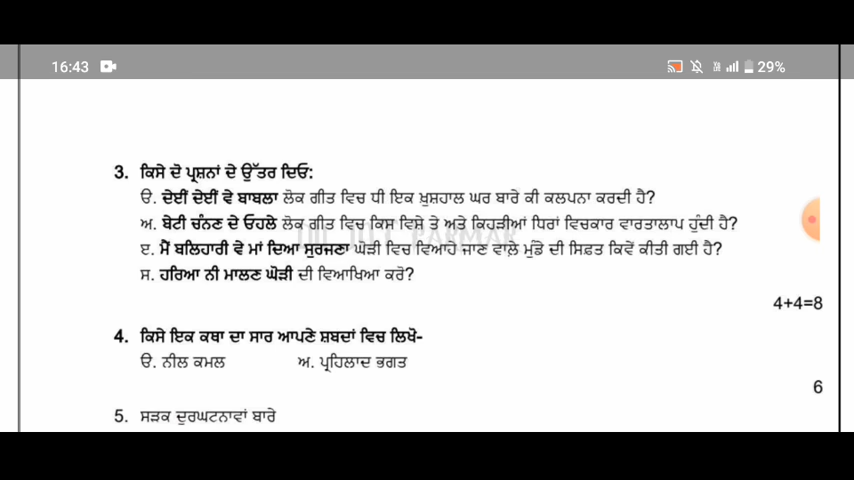 16:43 29%
3. ਕਿਸੇ ਦੋ ਪ੍ਰਸ਼ਨਾਂ ਦੇ ਉੱਤਰ ਦਿਓ:
ੳ. ਦੇਈਂ ਦੇਈਂ ਵੇ ਬਾਬਲਾ ਲੋਕ ਗੀਤ ਵਿਚ ਧੀ ਇਕ ਖ਼ੁਸ਼ਹਾਲ ਘਰ ਬਾਰੇ ਕੀ ਕਲਪਨਾ ਕਰਦੀ ਹੈ?
ਅ. ਬੇਟੀ ਚੰਨਣ ਦੇ ਓਹਲੇ ਲੋਕ ਗੀਤ ਵਿਚ ਕਿਸ ਵਿਸ਼ੇ ਤੇ ਅਤੇ ਕਿਹੜੀਆਂ ਧਿਰਾਂ ਵਿਚਕਾਰ ਵਾਰਤਾਲਾਪ ਹੁੰਦੀ ਹੈ?
ੲ. ਮੈਂ ਬਲਿਹਾਰੀ ਵੇ ਮਾਂ ਦਿਆ ਸੁਰਜਣਾ ਘੋੜੀ ਵਿਚ ਵਿਆਹੇ ਜਾਣ ਵਾਲ਼ੇ ਮੁੰਡੇ ਦੀ ਸਿਫ਼ਤ ਕਿਵੇਂ ਕੀਤੀ ਗਈ ਹੈ?
ਸ. ਹਰਿਆ ਨੀ ਮਾਲਣ ਘੋੜੀ ਦੀ ਵਿਆਖਿਆ ਕਰੋ?
4+4=8
4. ਕਿਸੇ ਇਕ ਕਥਾ ਦਾ ਸਾਰ ਆਪਣੇ ਸ਼ਬਦਾਂ ਵਿਚ ਲਿਖੋ-
ੳ. ਨੀਲ ਕਮਲ ਅ. ਪ੍ਰਹਿਲਾਦ ਭਗਤ
6
5. ਸੜਕ ਦੁਰਘਟਨਾਵਾਂ ਬਾਰੇ